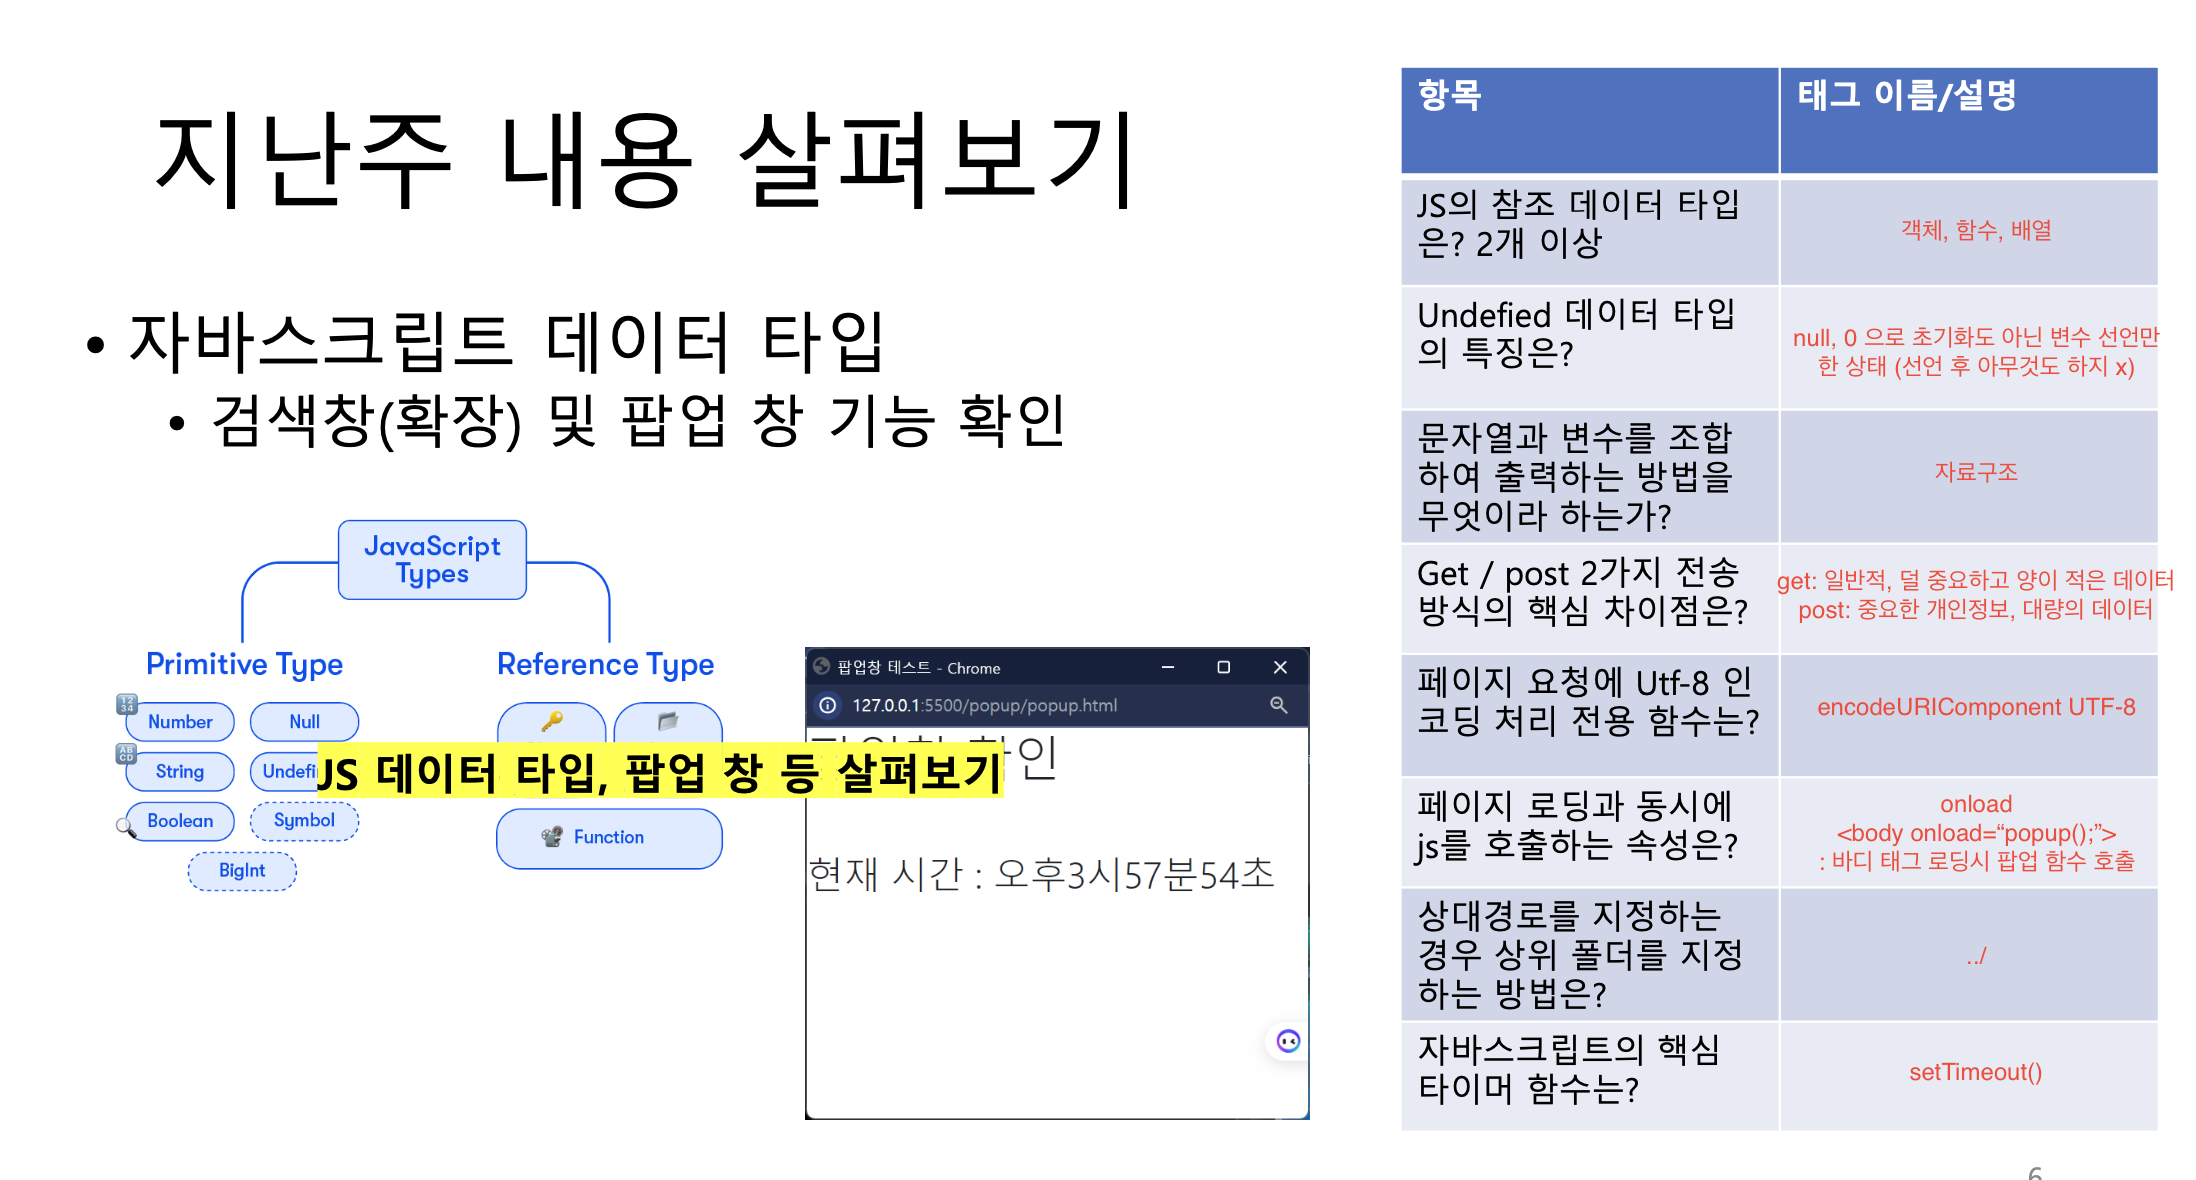 지난주 내용 살펴보기
• 자바스크립트 데이터 타입
• 검색창(확장) 및 팝업 창 기능 확인
JavaScript
Types
Primitive Type
Reference Type
Number
Null
String
Undefi
Boolean
Symbol
BigInt
Function
JS 데이터 타입, 팝업 창 등 살펴보기
팝업창 테스트 - Chrome
127.0.0.1:5500/popup/popup.html
인
현재 시간 : 오후3시57분54초
항목
태그 이름/설명
JS의 참조 데이터 타입
은? 2개 이상
객체, 함수, 배열
Undefied 데이터 타입
의 특징은?
null, 0 으로 초기화도 아닌 변수 선언만
한 상태 (선언 후 아무것도 하지 x)
문자열과 변수를 조합
하여 출력하는 방법을
무엇이라 하는가?
자료구조
Get / post 2가지 전송
방식의 핵심 차이점은?
get: 일반적, 덜 중요하고 양이 적은 데이터
post: 중요한 개인정보, 대량의 데이터
페이지 요청에 Utf-8 인
코딩 처리 전용 함수는?
encodeURIComponent UTF-8
페이지 로딩과 동시에
js를 호출하는 속성은?
onload
<body onload=“popup();”>
: 바디 태그 로딩시 팝업 함수 호출
상대경로를 지정하는
경우 상위 폴더를 지정
하는 방법은?
../
자바스크립트의 핵심
타이머 함수는?
setTimeout()
6